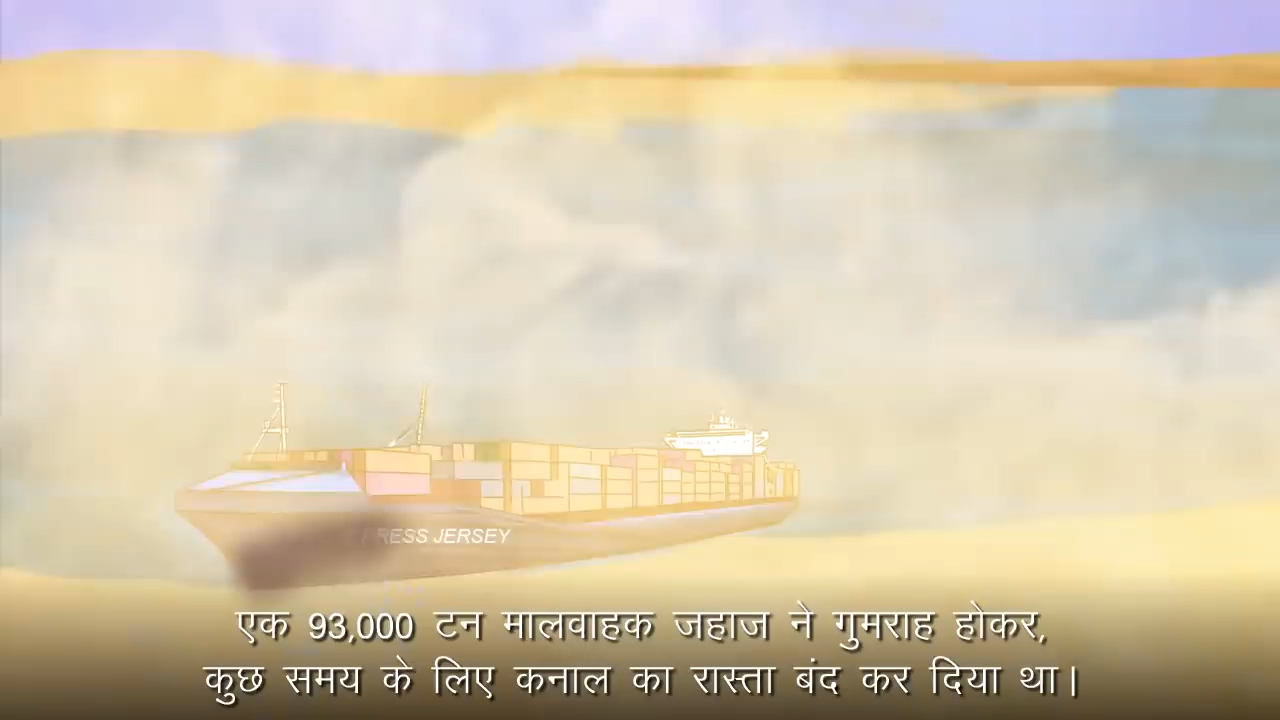 RESS JERSEY
एक 93,000 टन मालवाहक जहाज ने गुमराह होकर,
कुछ समय के लिए कनाल का रास्ता बंद कर दिया था।